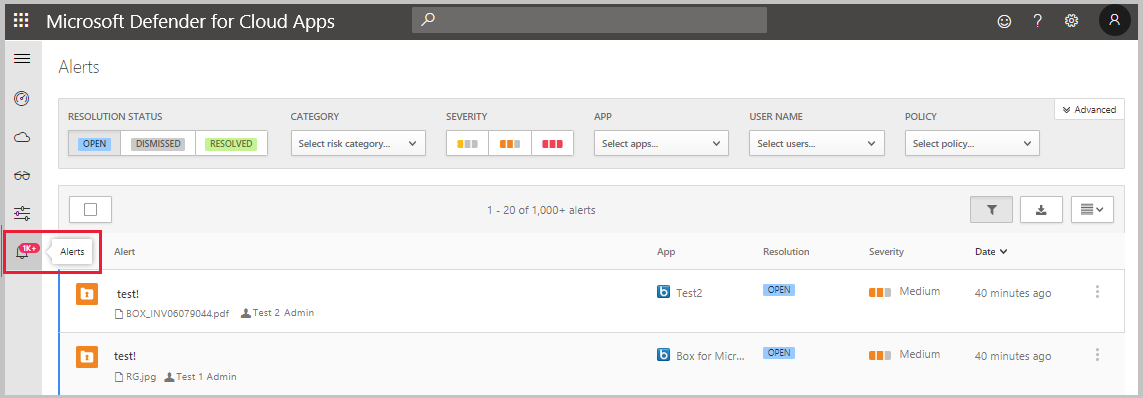 Microsoft Defender for Cloud Apps
?
Alerts
Advanced
RESOLUTION STATUS CATEGORY SEVERITY APP USER NAME POLICY
OPEN DISMISSED RESOLVED Select risk category... Select apps... Select users... Select policy...
1 - 20 of 1,000+ alerts
1K+ Alerts Alert App Resolution Severity Date
test! Test2 OPEN Medium 40 minutes ago
BOX_INV06079044.pdf Test 2 Admin
test! Box for Micr... OPEN Medium 40 minutes ago
RG.jpg Test 1 Admin